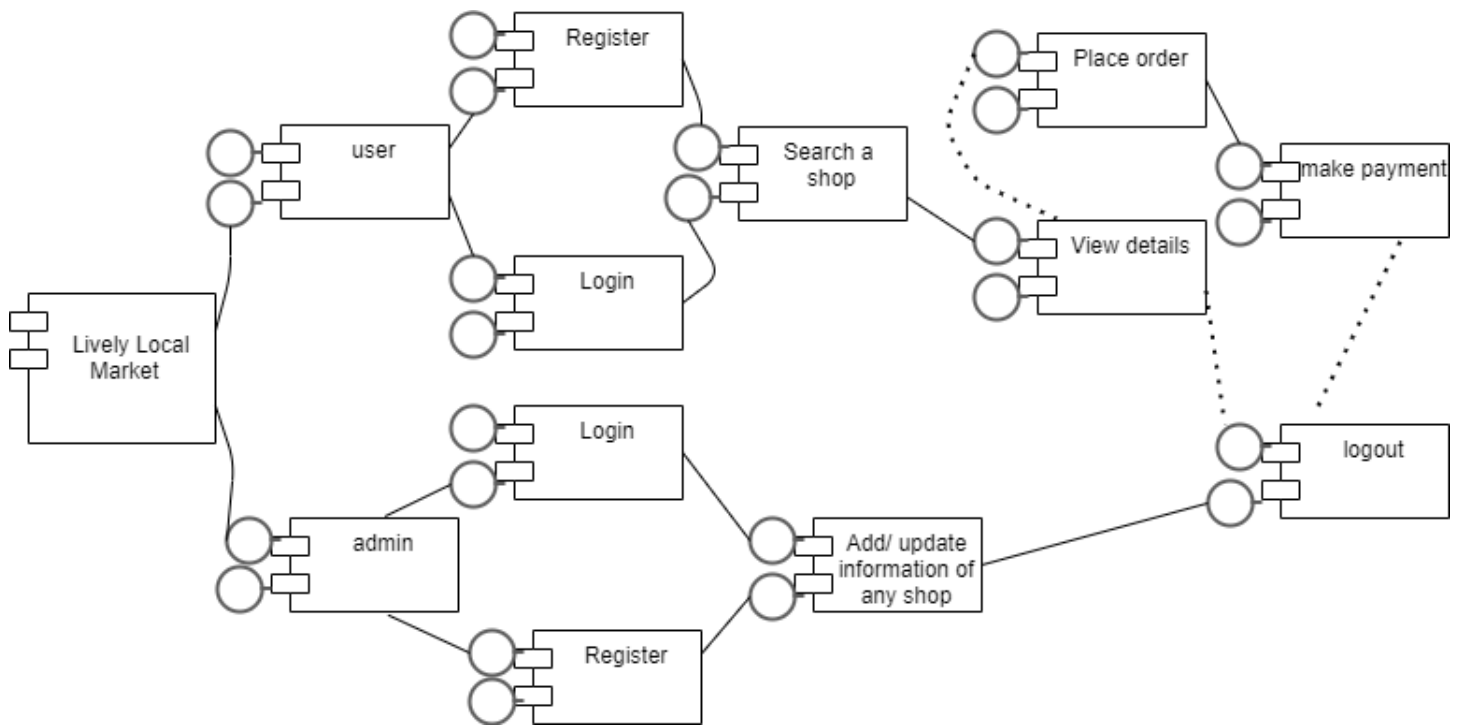 Register
Place order
user
Search a
shop
make payment
View details
Login
Lively Local
Market
Login
logout
admin
Add/ update
information of
any shop
Register